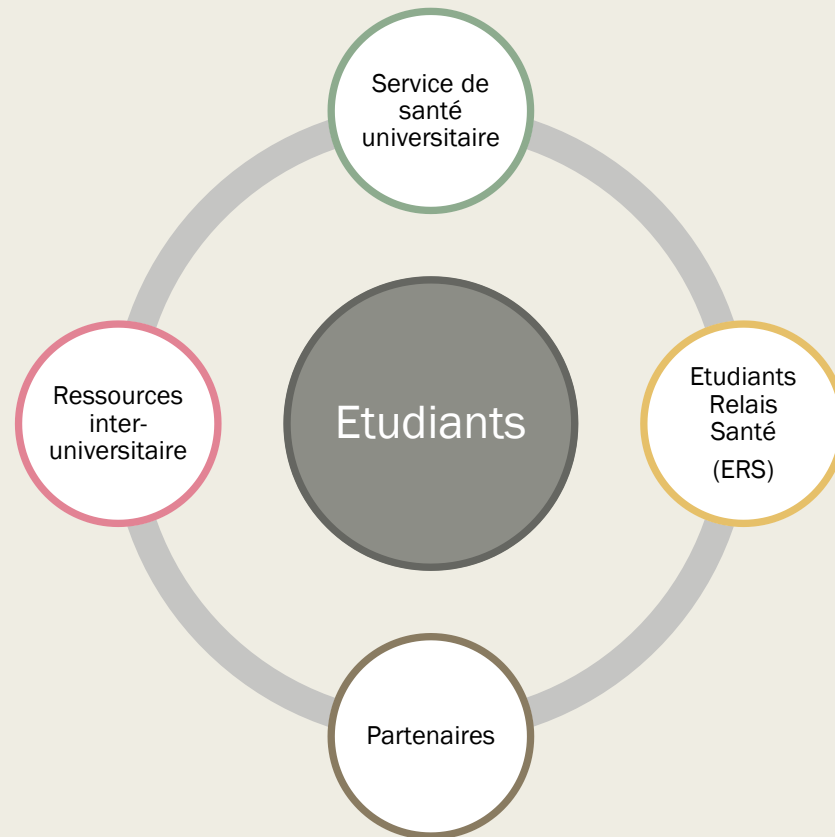 Service de
santé
universitaire
Etudiants
Ressources
inter-
universitaire
Etudiants
Relais
Santé
(ERS)
Partenaires